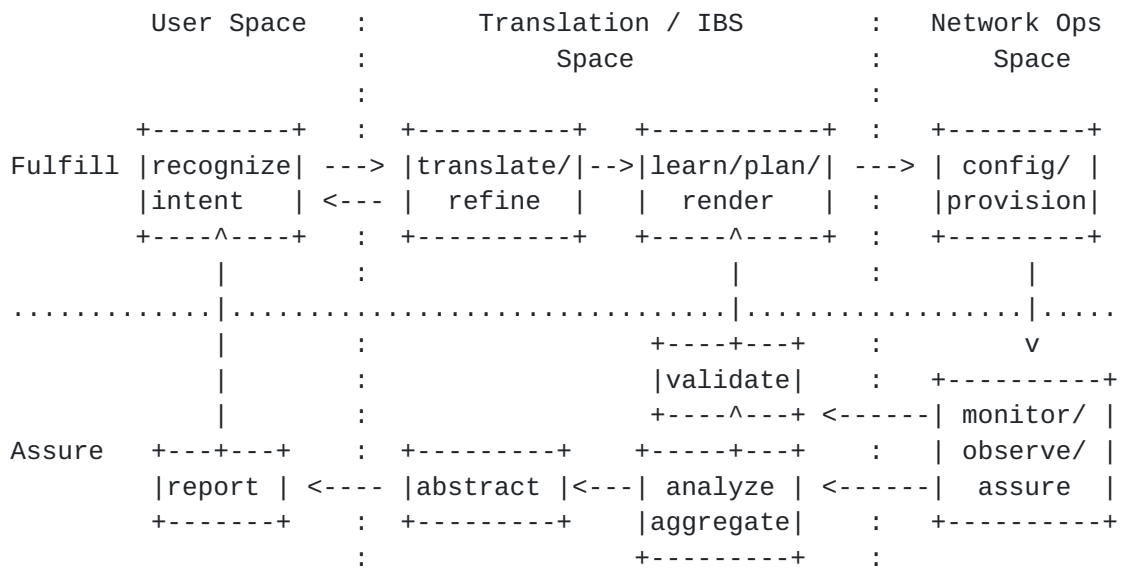 User Space   :       Translation / IBS        :   Network Ops
                      :            Space               :      Space
                      :                                :
        +---------+   :  +----------+   +-----------+  :   +---------+
Fulfill |recognize|  ---> |translate/|-->|learn/plan/|  ---> | config/ |
        |intent   |  <--- |  refine  |   |  render   |  :   |provision|
        +----^----+   :  +----------+   +-----^-----+  :   +---------+
             |        :                       |        :        |
.............|................................|..................|.....
             |        :                  +----+---+    :        v
             |        :                  |validate|    :   +----------+
             |        :                  +----^---+ <------| monitor/ |
Assure   +---+---+    :  +---------+    +-----+---+    :   | observe/ |
         |report | <---- |abstract |<---| analyze | <------|  assure  |
         +-------+    :  +---------+    |aggregate|    :   +----------+
                      :                 +---------+    :